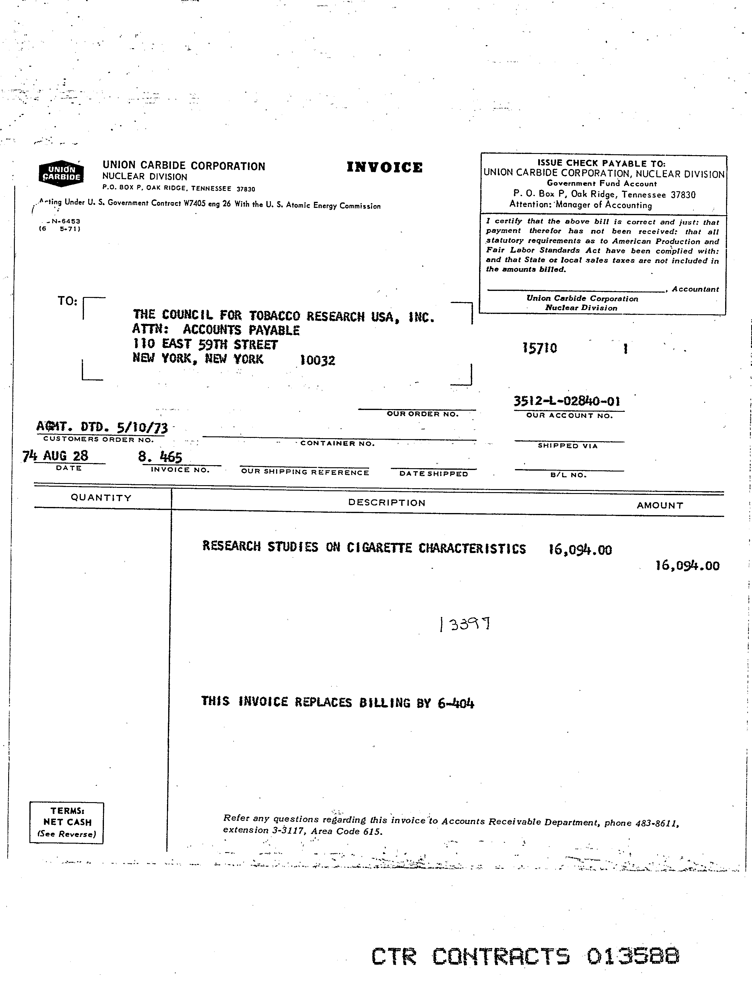 UNION
CARBIDE
UNION CARBIDE CORPORATION
NUCLEAR DIVISION
P.O. BOX P, OAK RIDGE, TENNESSEE 37830
INVOICE
Acting Under U. S. Government Contract W7405 eng 26 With the U. S. Atomic Energy Commission
N-6453
(6 5-71)
ISSUE CHECK PAYABLE TO:
UNION CARBIDE CORPORATION, NUCLEAR DIVISION
Government Fund Account
P. O. Box P, Oak Ridge, Tennessee 37830
Attention: Manager of Accounting
I certify that the above bill is correct and just; that
payment therefor has not been received; that all
statutory requirements as to American Production and
Fair Labor Standards Act have been complied with;
and that State or local sales taxes are not included in
the amounts billed.
, Accountant
Union Carbide Corporation
Nuclear Division
TO:
THE COUNCIL FOR TOBACCO RESEARCH USA, INC.
ATTN: ACCOUNTS PAYABLE
110 EAST 59TH STREET
NEW YORK, NEW YORK 10032
15710 1
3512-L-02840-01
OUR ORDER NO. OUR ACCOUNT NO.
AGMT. DTD. 5/10/73
CUSTOMERS ORDER NO. CONTAINER NO. SHIPPED VIA
74 AUG 28 8. 465
DATE INVOICE NO. OUR SHIPPING REFERENCE DATE SHIPPED B/L NO.
QUANTITY DESCRIPTION AMOUNT
RESEARCH STUDIES ON CIGARETTE CHARACTERISTICS 16,094.00
16,094.00
13397
THIS INVOICE REPLACES BILLING BY 6-404
TERMS:
NET CASH
(See Reverse)
Refer any questions regarding this invoice to Accounts Receivable Department, phone 483-8611,
extension 3-3117, Area Code 615.
CTR CONTRACTS 013588